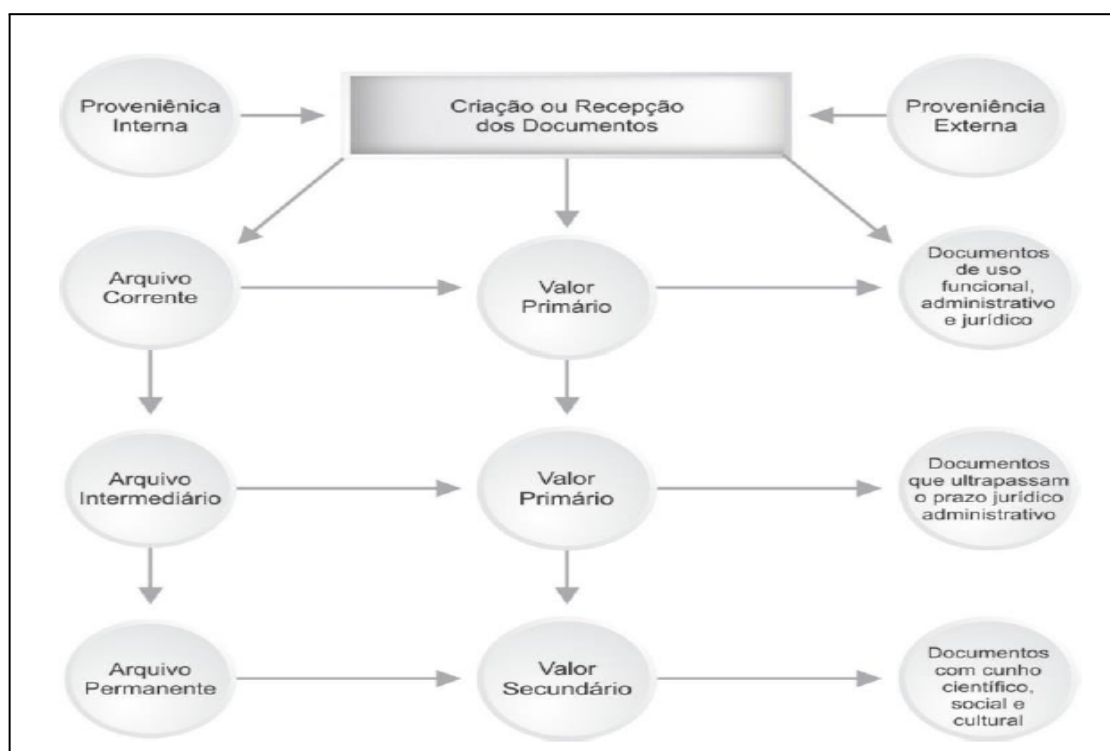 Proveniênica
Interna
Criação ou Recepção
dos Documentos
Proveniência
Externa
Arquivo
Corrente
Valor
Primário
Documentos
de uso
funcional,
administrativo
e jurídico
Arquivo
Intermediário
Valor
Primário
Documentos
que ultrapassam
o prazo jurídico
administrativo
Arquivo
Permanente
Valor
Secundário
Documentos
com cunho
científico,
social e
cultural